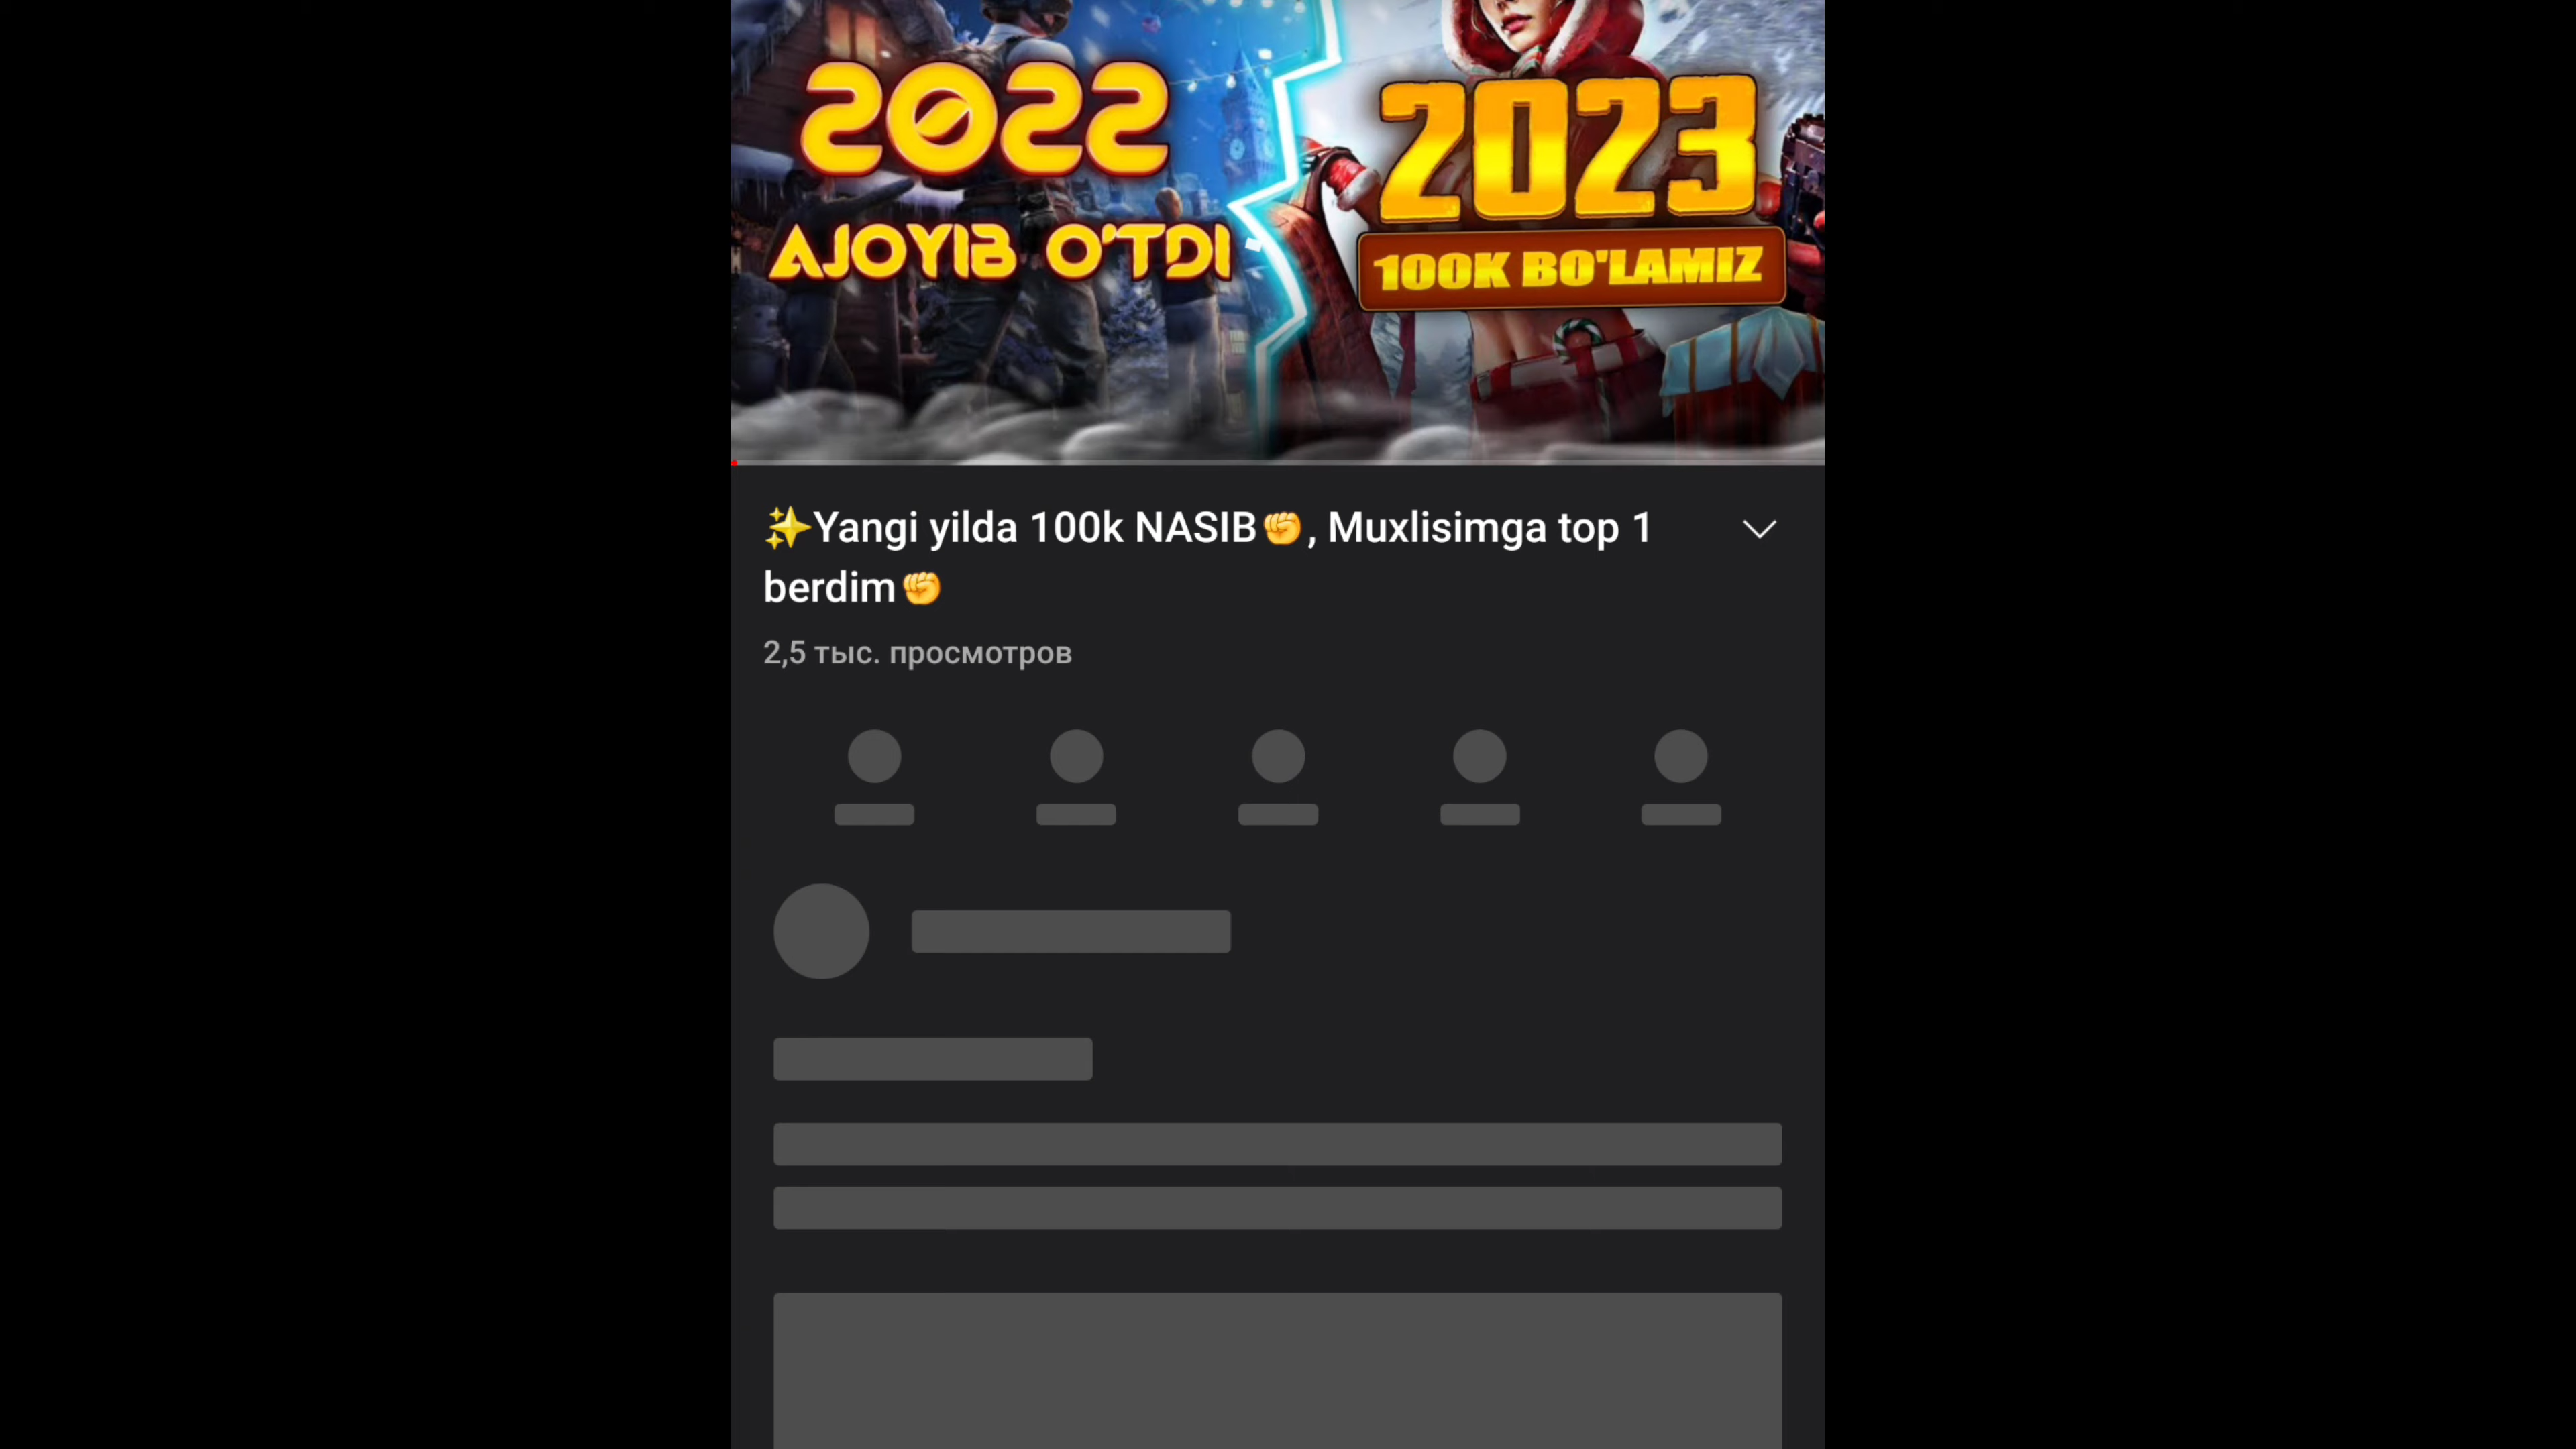 2022
AJOYIB O'TDI
2023
100K BO'LAMIZ
✨Yangi yilda 100k NASIB✊, Muxlisimga top 1
berdim✊
2,5 тыс. просмотров